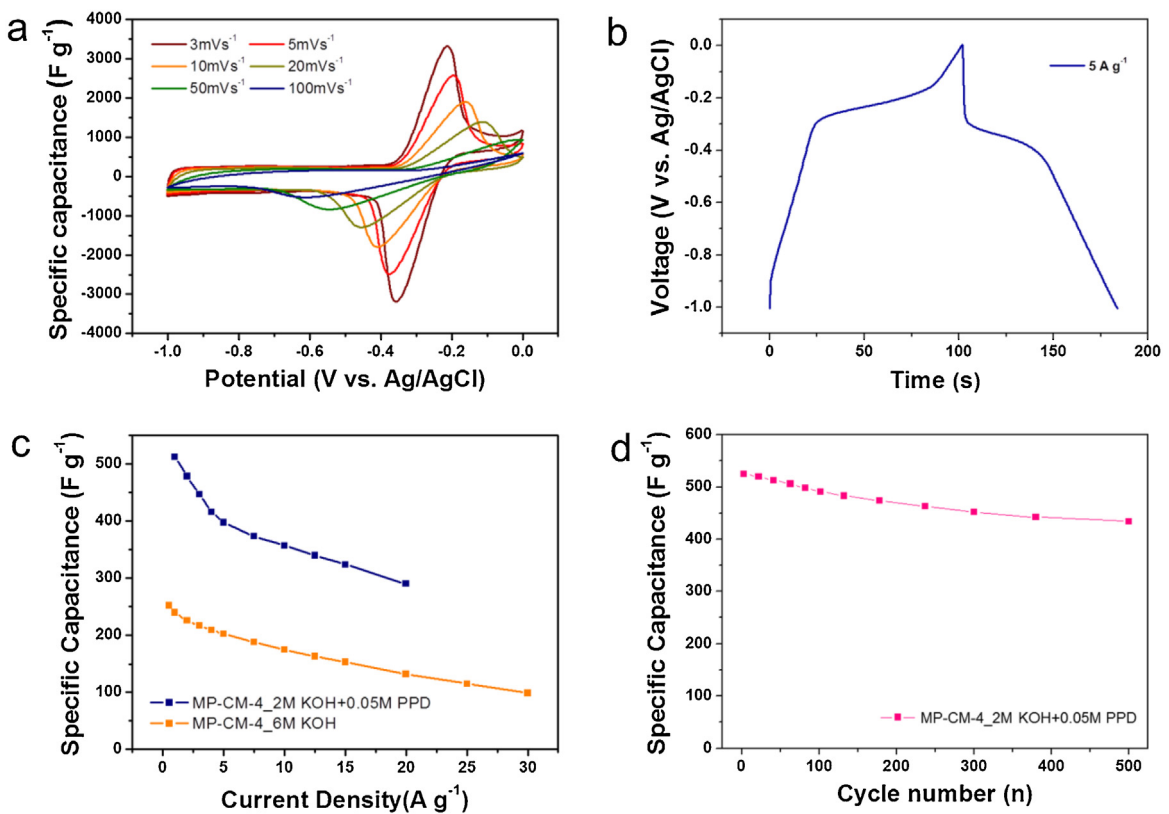 a
Specific capacitance (F g⁻¹)
4000
3000
2000
1000
0
-1000
-2000
-3000
-4000
3mVs⁻¹ 5mVs⁻¹
10mVs⁻¹ 20mVs⁻¹
50mVs⁻¹ 100mVs⁻¹
-1.0 -0.8 -0.6 -0.4 -0.2 0.0
Potential (V vs. Ag/AgCl)
b
Voltage (V vs. Ag/AgCl)
0.0
-0.2
-0.4
-0.6
-0.8
-1.0
5 A g⁻¹
0 50 100 150 200
Time (s)
c
Specific Capacitance (F g⁻¹)
500
400
300
200
100
0
MP-CM-4_2M KOH+0.05M PPD
MP-CM-4_6M KOH
0 5 10 15 20 25 30
Current Density(A g⁻¹)
d
Specific Capacitance (F g⁻¹)
600
500
400
300
200
100
0
MP-CM-4_2M KOH+0.05M PPD
0 100 200 300 400 500
Cycle number (n)